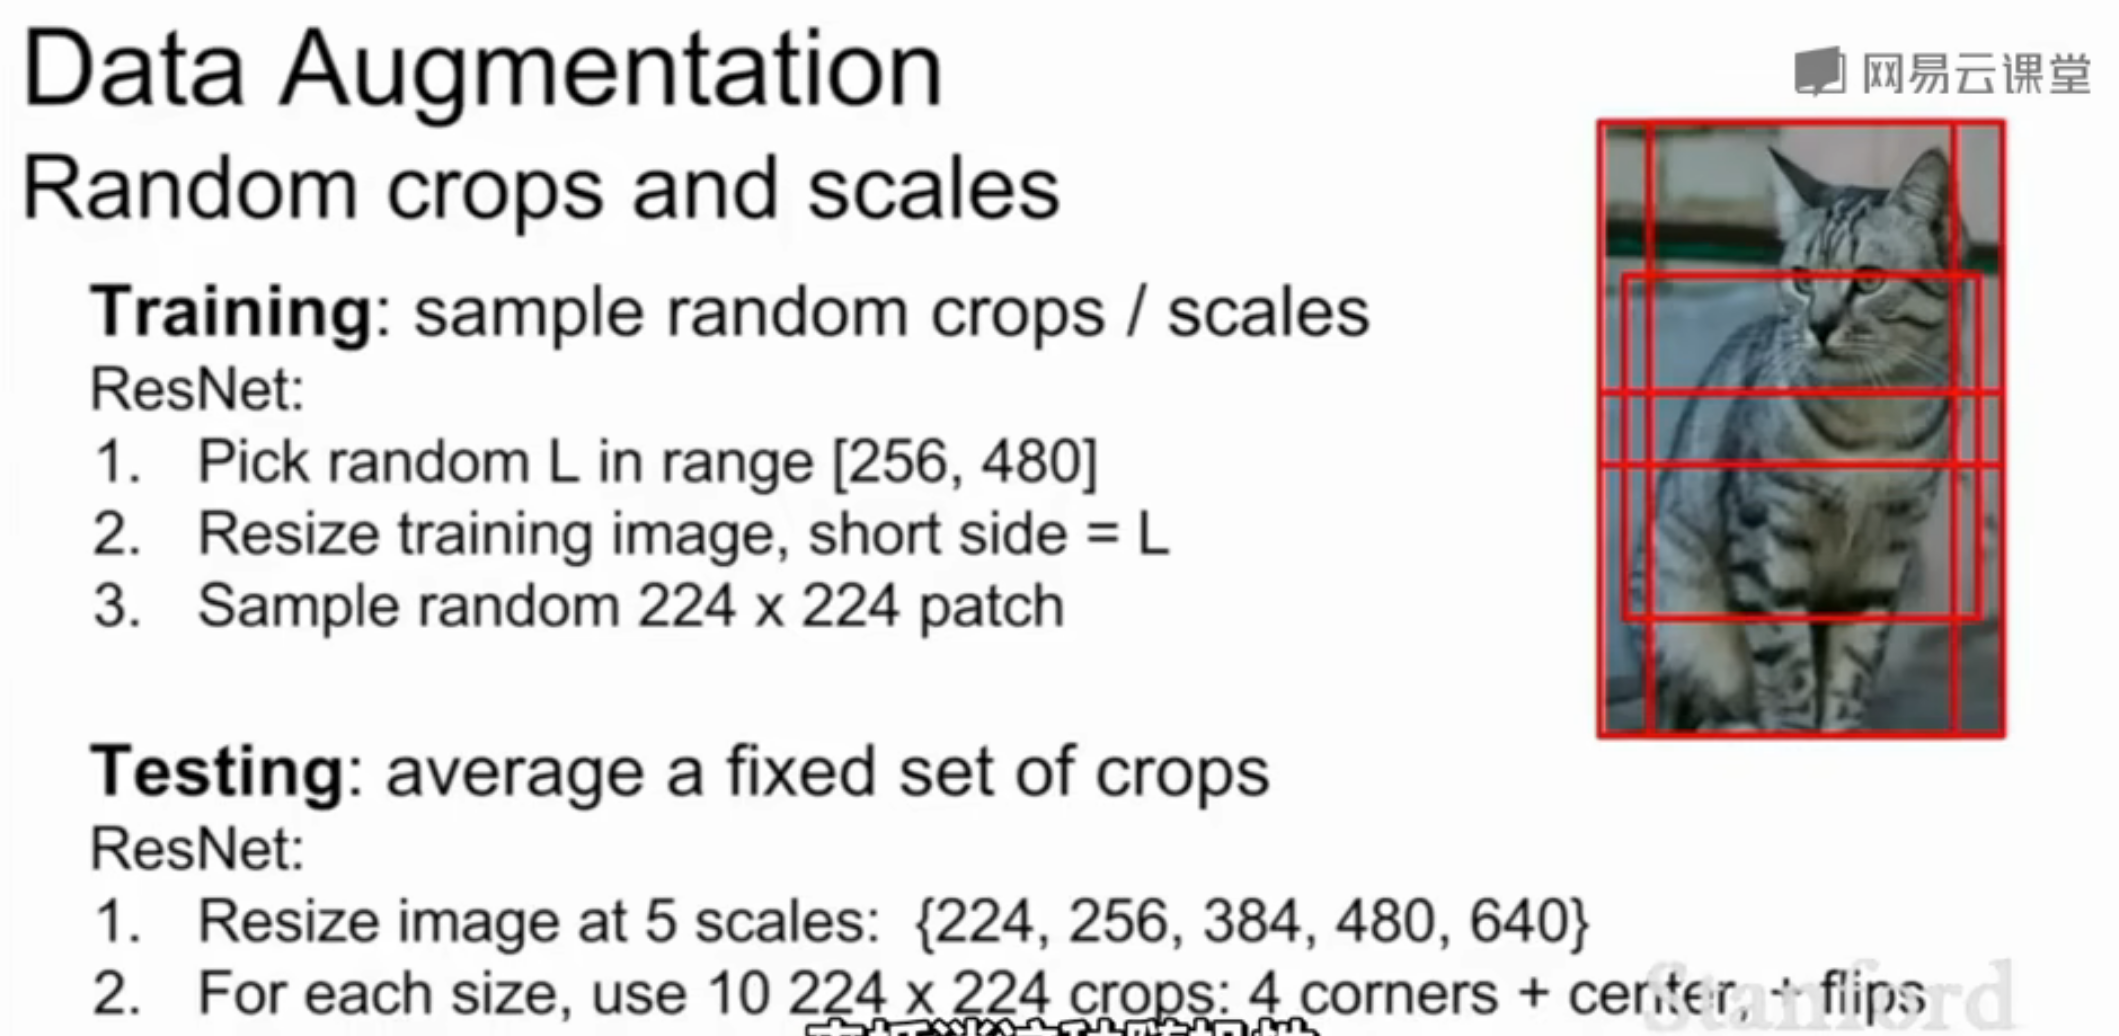 Data Augmentation
网易云课堂
Random crops and scales
Training: sample random crops / scales
ResNet:
1. Pick random L in range [256, 480]
2. Resize training image, short side = L
3. Sample random 224 x 224 patch
Testing: average a fixed set of crops
ResNet:
1. Resize image at 5 scales: {224, 256, 384, 480, 640}
2. For each size, use 10 224 x 224 crops: 4 corners + center, + flips
Stanford